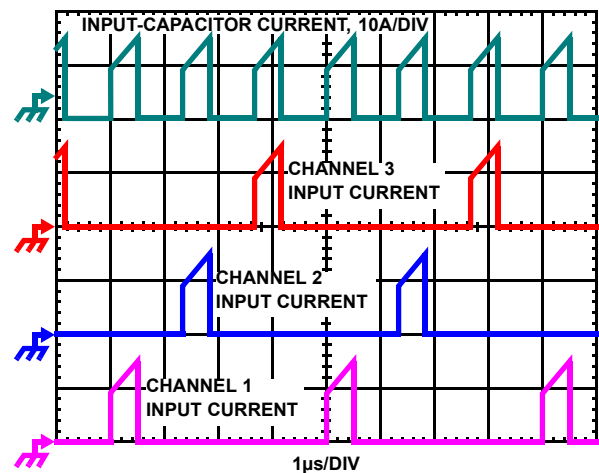 INPUT-CAPACITOR CURRENT, 10A/DIV
CHANNEL 3
INPUT CURRENT
CHANNEL 2
INPUT CURRENT
CHANNEL 1
INPUT CURRENT
1µs/DIV